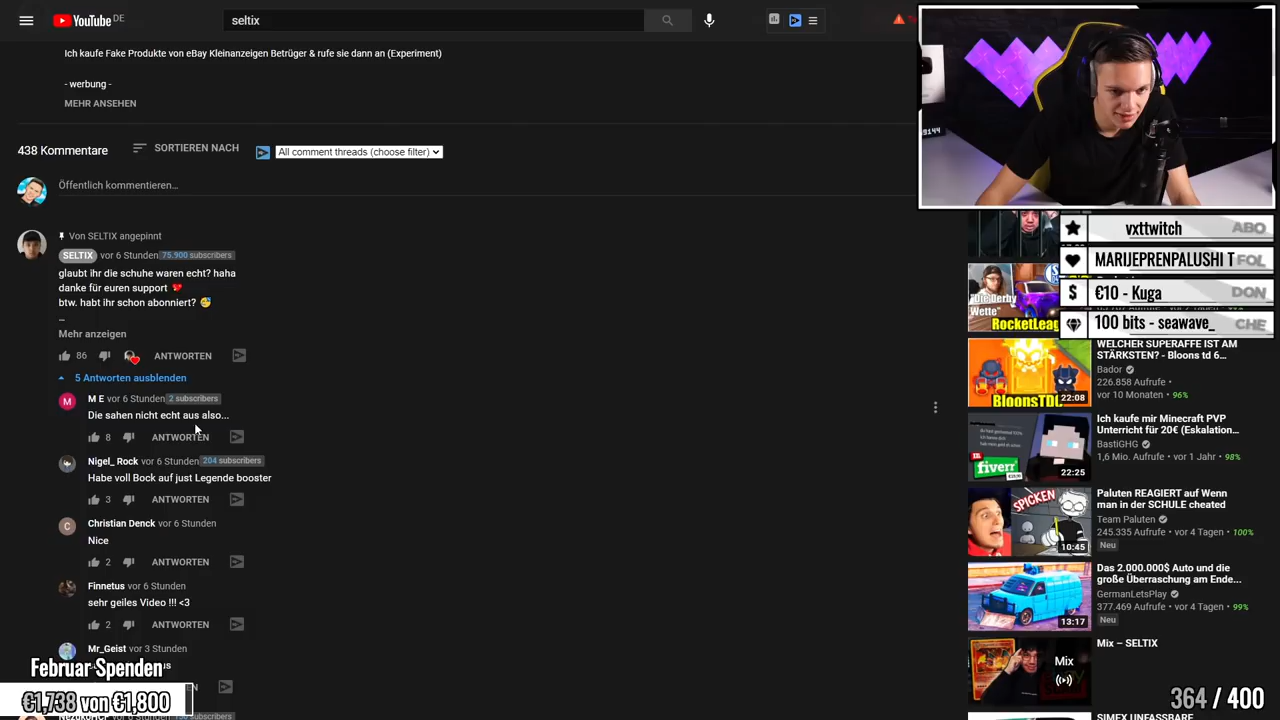 YouTube DE
seltix
Ich kaufe Fake Produkte von eBay Kleinanzeigen Betrüger & rufe sie dann an (Experiment)
- werbung -
MEHR ANSEHEN
438 Kommentare
SORTIEREN NACH
All comment threads (choose filter)
Öffentlich kommentieren…
Von SELTIX angepinnt
SELTIX vor 6 Stunden 75.900 subscribers
glaubt ihr die schuhe waren echt? haha
danke für euren support
btw. habt ihr schon abonniert? 😅
Mehr anzeigen
86 ANTWORTEN
5 Antworten ausblenden
M
M E vor 6 Stunden 2 subscribers
Die sahen nicht echt aus also...
8 ANTWORTEN
Nigel_Rock vor 6 Stunden 204 subscribers
Habe voll Bock auf just Legende boosted
3 ANTWORTEN
C
Christian Denck vor 6 Stunden
Nice
2 ANTWORTEN
Finnetus vor 6 Stunden
sehr geiles Video !!! <3
2 ANTWORTEN
Mr_Geist vor 3 Stunden
Februar Spenden
€1,738 von €1,800
9144
vxttwitch ABO
MARIJEPRENPALUSHI T FOL
€10 - Kuga DON
100 bits - seawave_ CHE
"Die Derby
Wette"
RocketLeag
WELCHER SUPERAFFE IST AM
STÄRKSTEN? - Bloons td 6…
Bador
226.858 Aufrufe •
vor 10 Monaten • 96%
BloonsTD6
22:08
Ich kaufe mir Minecraft PVP
Unterricht für 20€ (Eskalation…
BastiGHG
1,6 Mio. Aufrufe • vor 1 Jahr • 98%
fiverr
22:25
Paluten REAGIERT auf Wenn
man in der SCHULE cheated
Team Paluten
245.335 Aufrufe • vor 4 Tagen • 100%
Neu
SPICKEN
10:45
Das 2.000.000$ Auto und die
große Überraschung am Ende…
GermanLetsPlay
377.469 Aufrufe • vor 4 Tagen • 99%
Neu
13:17
Mix – SELTIX
Mix
364 / 400
SIMEX UNFASSBARE